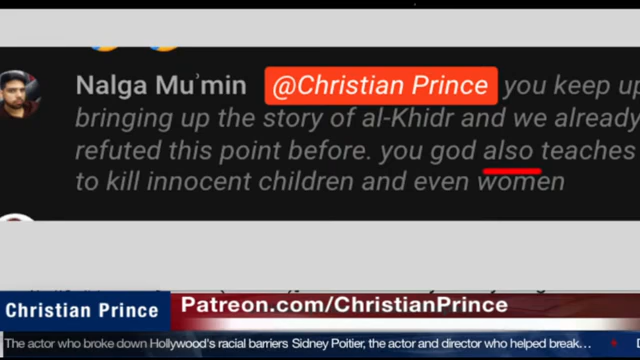 Nalga Mu'min @Christian Prince you keep up
bringing up the story of al-Khidr and we already
refuted this point before. you god also teaches
to kill innocent children and even women
Christian Prince
Patreon.com/ChristianPrince
The actor who broke down Hollywood's racial barriers Sidney Poitier, the actor and director who helped break…